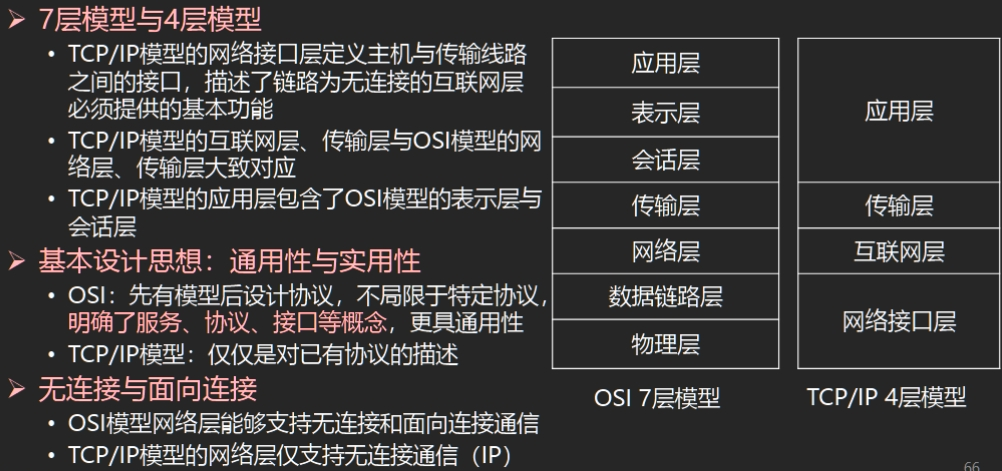 ➢ 7层模型与4层模型
• TCP/IP模型的网络接口层定义主机与传输线路
之间的接口，描述了链路为无连接的互联网层
必须提供的基本功能
• TCP/IP模型的互联网层、传输层与OSI模型的网
络层、传输层大致对应
• TCP/IP模型的应用层包含了OSI模型的表示层与
会话层
➢ 基本设计思想：通用性与实用性
• OSI：先有模型后设计协议，不局限于特定协议，
明确了服务、协议、接口等概念，更具通用性
• TCP/IP模型：仅仅是对已有协议的描述
➢ 无连接与面向连接
• OSI模型网络层能够支持无连接和面向连接通信
• TCP/IP模型的网络层仅支持无连接通信（IP）
应用层
表示层
会话层
传输层
网络层
数据链路层
物理层
OSI 7层模型
应用层
传输层
互联网层
网络接口层
TCP/IP 4层模型
66